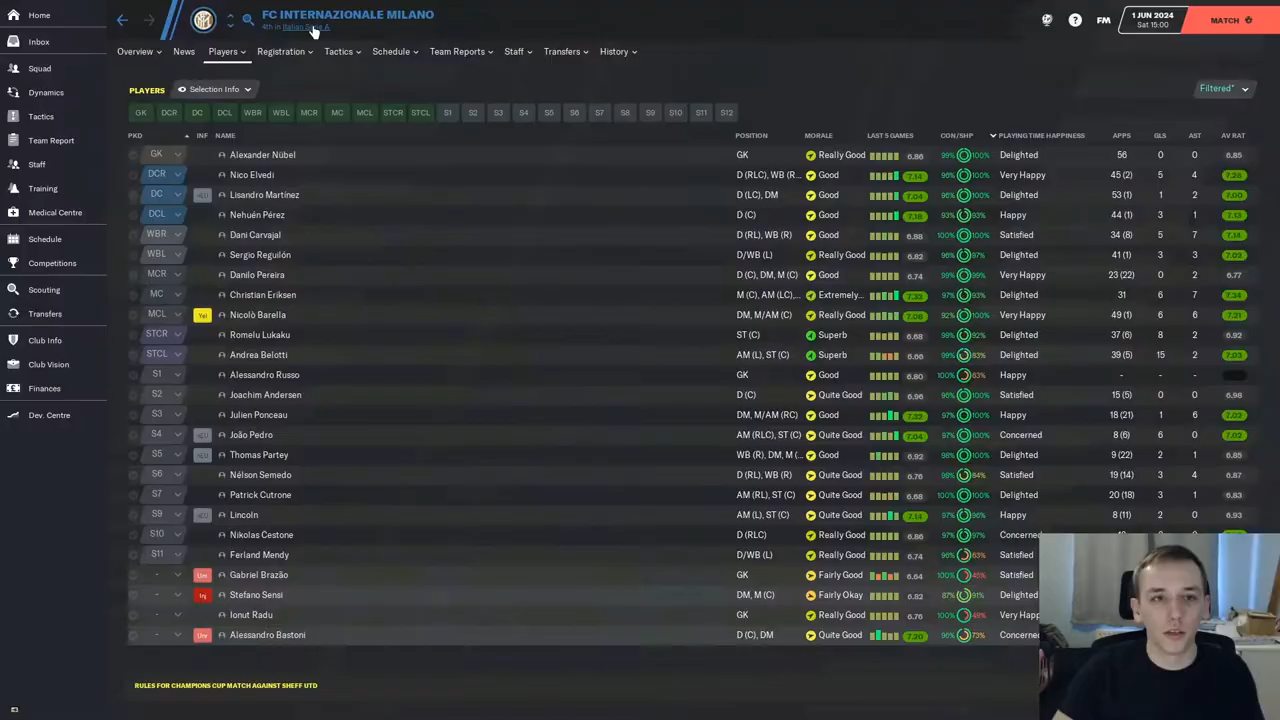 Home
FC INTERNAZIONALE MILANO
4th in Italian Serie A
FM
1 JUN 2024
Sat 15:00
MATCH
Inbox
Overview
News
Players
Registration
Tactics
Schedule
Team Reports
Staff
Transfers
History
Squad
Dynamics
Tactics
Team Report
Staff
Training
Medical Centre
Schedule
Competitions
Scouting
Transfers
Club Info
Club Vision
Finances
Dev. Centre
PLAYERS
Selection Info
Filtered*
GK DCR DC DCL WBR WBL MCR MC MCL STCR STCL S1 S2 S3 S4 S5 S6 S7 S8 S9 S10 S11 S12
PKD INF NAME POSITION MORALE LAST 5 GAMES CON/SHP PLAYING TIME HAPPINESS APPS GLS AST AV RAT
GK Alexander Nübel GK Really Good 6.86 99% 100% Delighted 56 0 0 6.85
DCR Nico Elvedi D (RLC), WB (R... Good 7.14 96% 100% Very Happy 45 (2) 5 4
DC Lisandro Martínez D (LC), DM Good 7.04 96% 100% Delighted 53 (1) 1 2 7.00
DCL Nehuén Pérez D (C) Good 7.18 93% 93% Happy 44 (1) 3 1 7.13
WBR Dani Carvajal D (RL), WB (R) Good 6.88 100% 100% Satisfied 34 (8) 5 7 7.14
WBL Sergio Reguilón D/WB (L) Really Good 6.82 96% 97% Delighted 41 (1) 3 3 7.02
MCR Danilo Pereira D (C), DM, M (C) Good 6.74 99% 99% Very Happy 23 (22) 0 2 6.77
MC Christian Eriksen M (C), AM (LC),... Extremely... 97% 93% Delighted 31 6 7
MCL Yel Nicolò Barella DM, M/AM (C) Really Good 7.08 92% 100% Very Happy 49 (1) 6 6 7.21
STCR Romelu Lukaku ST (C) Superb 6.68 99% 92% Delighted 37 (6) 8 2 6.92
STCL Andrea Belotti AM (L), ST (C) Superb 6.66 99% 83% Delighted 39 (5) 15 2 7.03
S1 Alessandro Russo GK Good 6.80 100% 63% Happy - - -
S2 Joachim Andersen D (C) Quite Good 6.96 96% 100% Satisfied 15 (5) 0 0 6.98
S3 Julien Ponceau DM, M/AM (RC) Good 97% 100% Happy 18 (21) 1 6 7.02
S4 João Pedro AM (RLC), ST (C) Quite Good 7.04 97% 100% Concerned 8 (6) 6 0 7.02
S5 Thomas Partey WB (R), DM, M (... Good 6.92 98% 100% Delighted 9 (22) 2 1 6.85
S6 Nélson Semedo D (RL), WB (R) Quite Good 6.76 98% 84% Satisfied 19 (14) 3 4 6.87
S7 Patrick Cutrone AM (RL), ST (C) Quite Good 6.68 100% 100% Delighted 20 (18) 3 1 6.83
S9 Lincoln AM (L), ST (C) Quite Good 7.14 97% 96% Happy 8 (11) 2 0 6.93
S10 Nikolas Cestone D (RLC) Really Good 6.86 97% 97% Concerned
S11 Ferland Mendy D/WB (L) Really Good 6.74 96% 63% Satisfied
- Gabriel Brazão GK Fairly Good 6.64 100% 45% Satisfied
- Inj Stefano Sensi DM, M (C) Fairly Okay 6.82 87% 91% Delighted
- Ionut Radu GK Really Good 6.76 100% Very Happy
- Alessandro Bastoni D (C), DM Quite Good 7.20 96% 73% Concerned
RULES FOR CHAMPIONS CUP MATCH AGAINST SHEFF UTD